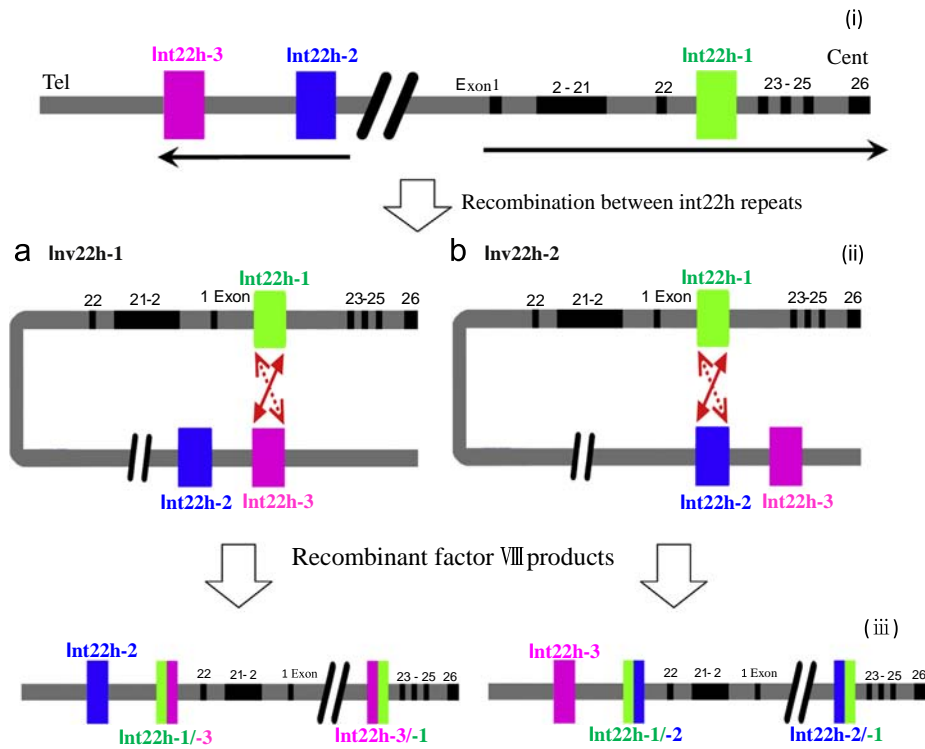 (i)
Int22h-3 Int22h-2 Int22h-1
Tel Cent
Exon1 2-21 22 23-25 26
Recombination between int22h repeats
a Inv22h-1 b Inv22h-2 (ii)
Int22h-1 Int22h-1
22 21-2 1 Exon 23-25 26 22 21-2 1 Exon 23-25 26
Int22h-2 Int22h-3 Int22h-2 Int22h-3
Recombinant factor Ⅷ products
(iii)
Int22h-2 Int22h-3
22 21-2 1 Exon 23-25 26 22 21-2 1 Exon 23-25 26
Int22h-1/-3 Int22h-3/-1 Int22h-1/-2 Int22h-2/-1